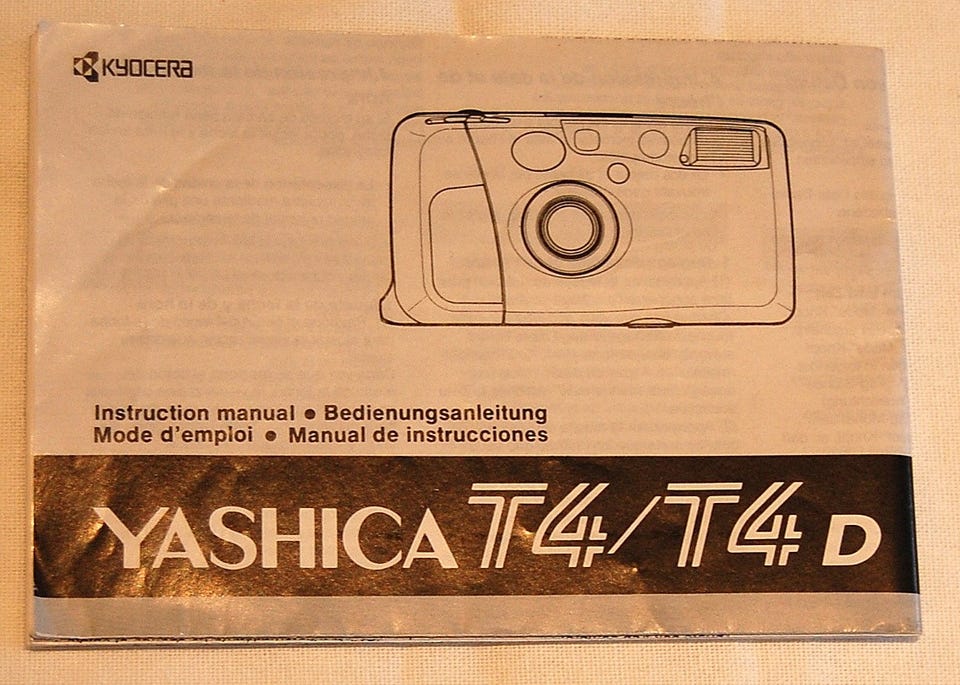 KYOCERA
Instruction manual ● Bedienungsanleitung
Mode d'emploi ● Manual de instrucciones
YASHICA T4/T4 D